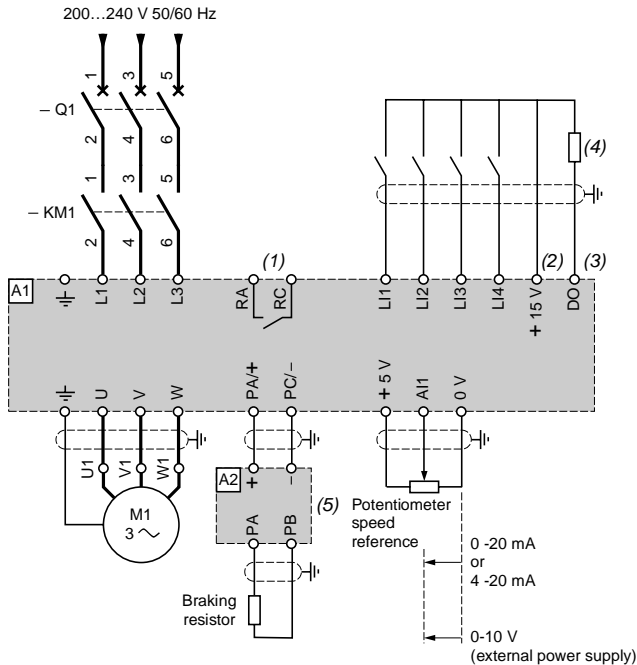 200...240 V 50/60 Hz
1 3 5
– Q1
2 4 6
(4)
1 3 5
– KM1
2 4 6
(1) (2) (3)
A1
L1 L2 L3 RA RC LI1 LI2 LI3 LI4 + 15 V DO
U V W PA/+ PC/– + 5 V AI1 0 V
U1 V1 W1
A2 + –
(5)
M1
3 ~
PA PB
Potentiometer
speed
reference
0 -20 mA
or
4 -20 mA
Braking
resistor
0-10 V
(external power supply)